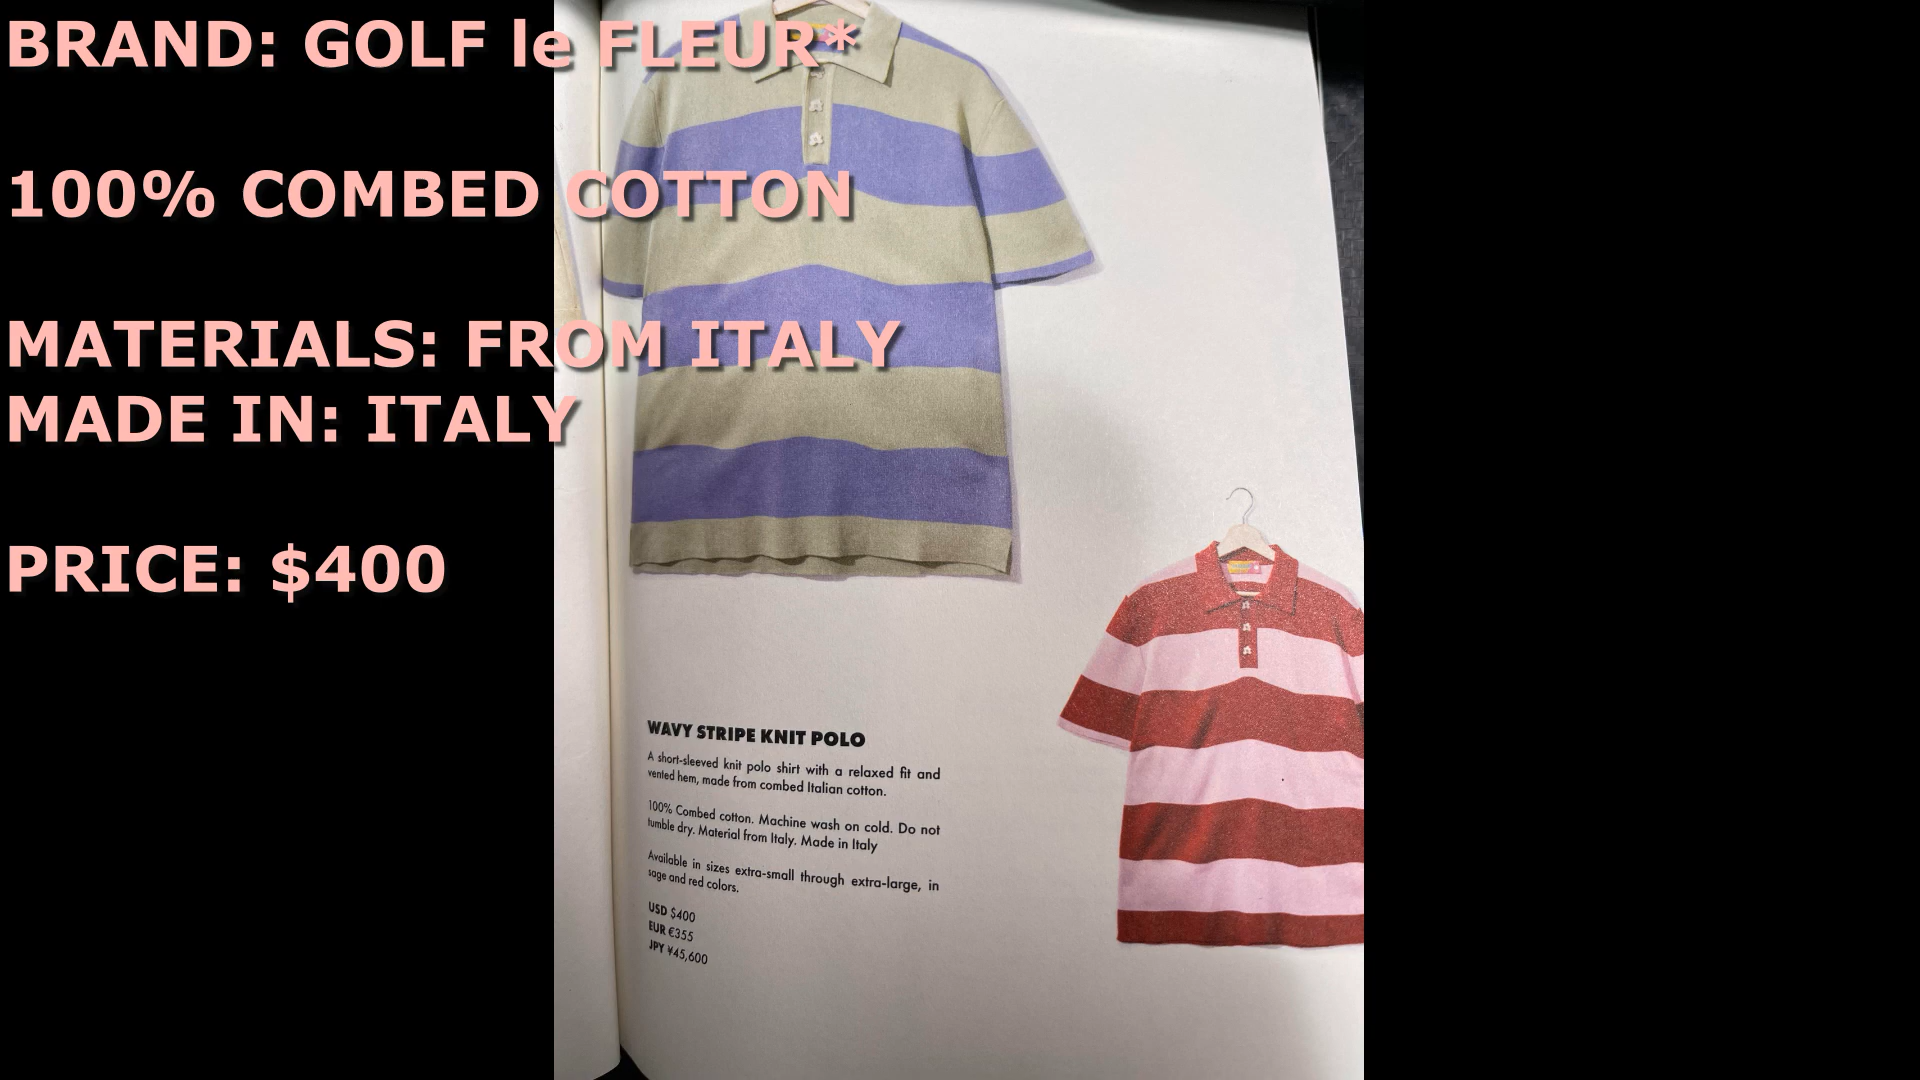 BRAND: GOLF le FLEUR*
100% COMBED COTTON
MATERIALS: FROM ITALY
MADE IN: ITALY
PRICE: $400
WAVY STRIPE KNIT POLO
A short-sleeved knit polo shirt with a relaxed fit and
vented hem, made from combed Italian cotton.
100% Combed cotton. Machine wash on cold. Do not
tumble dry. Material from Italy. Made in Italy
Available in sizes extra-small through extra-large, in
sage and red colors.
USD $400
EUR €355
JPY ¥45,600